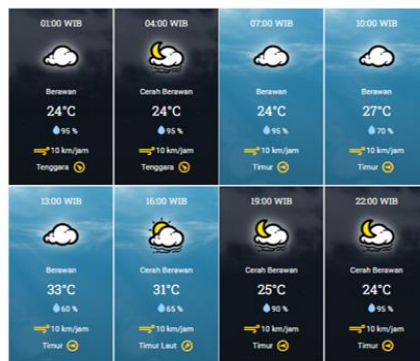 01:00 WIB
Berawan
24°C
95 %
10 km/jam
Tenggara
04:00 WIB
Cerah Berawan
24°C
95 %
10 km/jam
Tenggara
07:00 WIB
Berawan
24°C
95 %
10 km/jam
Timur
10:00 WIB
Berawan
27°C
70 %
10 km/jam
Timur
13:00 WIB
Berawan
33°C
60 %
10 km/jam
Timur
16:00 WIB
Cerah Berawan
31°C
65 %
10 km/jam
Timur Laut
19:00 WIB
Cerah Berawan
25°C
90 %
10 km/jam
Timur
22:00 WIB
Cerah Berawan
24°C
95 %
10 km/jam
Timur